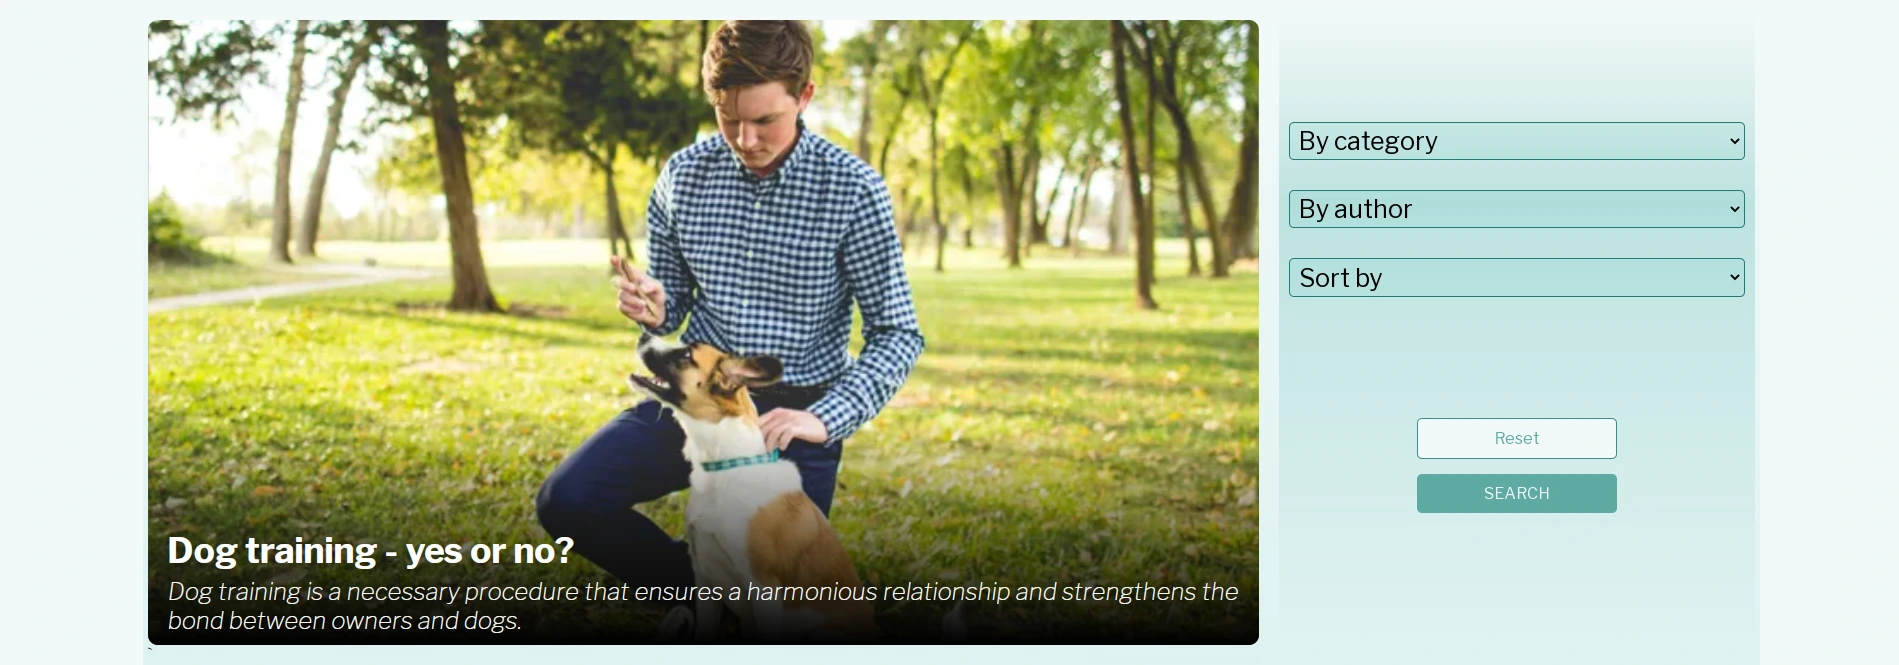 Dog training - yes or no?
Dog training is a necessary procedure that ensures a harmonious relationship and strengthens the
bond between owners and dogs.
By category
By author
Sort by
Reset
SEARCH